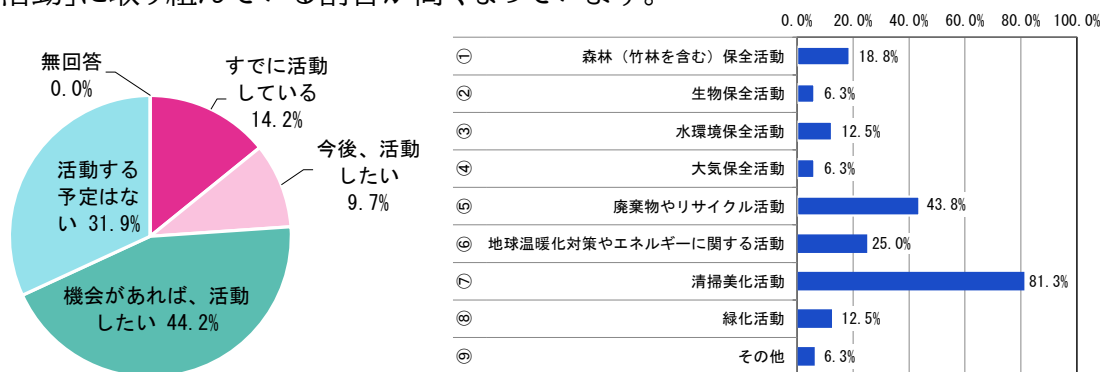 活動」に取り組んでいる割合が高くなっています。
無回答
0.0%
すでに活動
している
14.2%
今後、活動
したい
9.7%
活動する
予定はな
い 31.9%
機会があれば、活動
したい 44.2%
0.0% 20.0% 40.0% 60.0% 80.0% 100.0%
① 森林（竹林を含む）保全活動 18.8%
② 生物保全活動 6.3%
③ 水環境保全活動 12.5%
④ 大気保全活動 6.3%
⑤ 廃棄物やリサイクル活動 43.8%
⑥ 地球温暖化対策やエネルギーに関する活動 25.0%
⑦ 清掃美化活動 81.3%
⑧ 緑化活動 12.5%
⑨ その他 6.3%